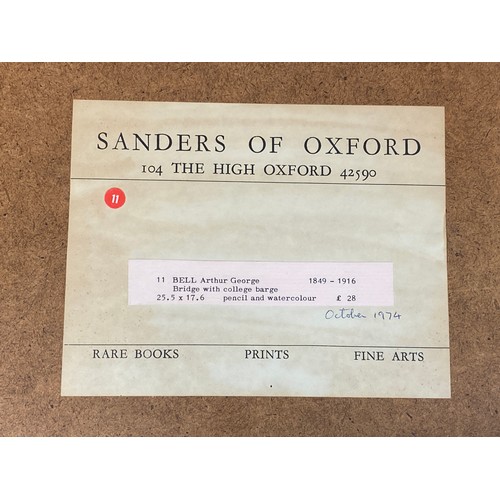 SANDERS OF OXFORD
104 THE HIGH OXFORD 42590
11
11 BELL Arthur George 1849 - 1916
Bridge with college barge
25.5 x 17.6 pencil and watercolour £ 28
October 1974
RARE BOOKS PRINTS FINE ARTS